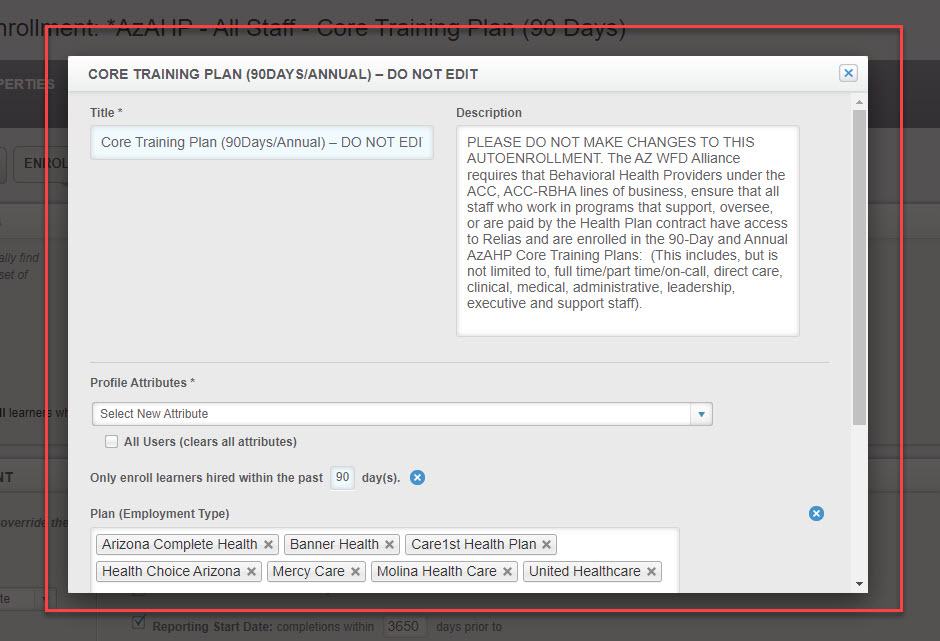 nrollment: *AzAHP - All Staff - Core Training Plan (90 Days)
PERTIES
CORE TRAINING PLAN (90DAYS/ANNUAL) – DO NOT EDIT
Title *
Description
Core Training Plan (90Days/Annual) – DO NOT EDI
PLEASE DO NOT MAKE CHANGES TO THIS
AUTOENROLLMENT. The AZ WFD Alliance
requires that Behavioral Health Providers under the
ACC, ACC-RBHA lines of business, ensure that all
staff who work in programs that support, oversee,
or are paid by the Health Plan contract have access
to Relias and are enrolled in the 90-Day and Annual
AzAHP Core Training Plans:  (This includes, but is
not limited to, full time/part time/on-call, direct care,
clinical, medical, administrative, leadership,
executive and support staff).
ENROL
ally find
set of
Profile Attributes *
Select New Attribute
ll learners wh
All Users (clears all attributes)
Only enroll learners hired within the past 90 day(s).
NT
Plan (Employment Type)
override the
Arizona Complete Health Banner Health Care1st Health Plan
Health Choice Arizona Mercy Care Molina Health Care United Healthcare
te
Reporting Start Date: completions within 3650 days prior to